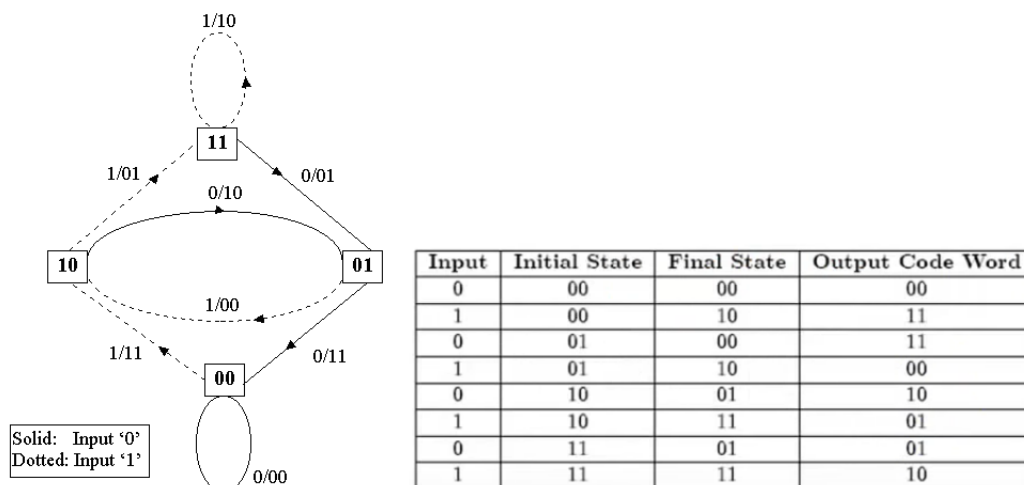 1/10
11
1/01
0/01
0/10
10
01
1/00
1/11
0/11
00
Solid: Input ‘0’
Dotted: Input ‘1’
0/00
Input Initial State Final State Output Code Word
0 00 00 00
1 00 10 11
0 01 00 11
1 01 10 00
0 10 01 10
1 10 11 01
0 11 01 01
1 11 11 10